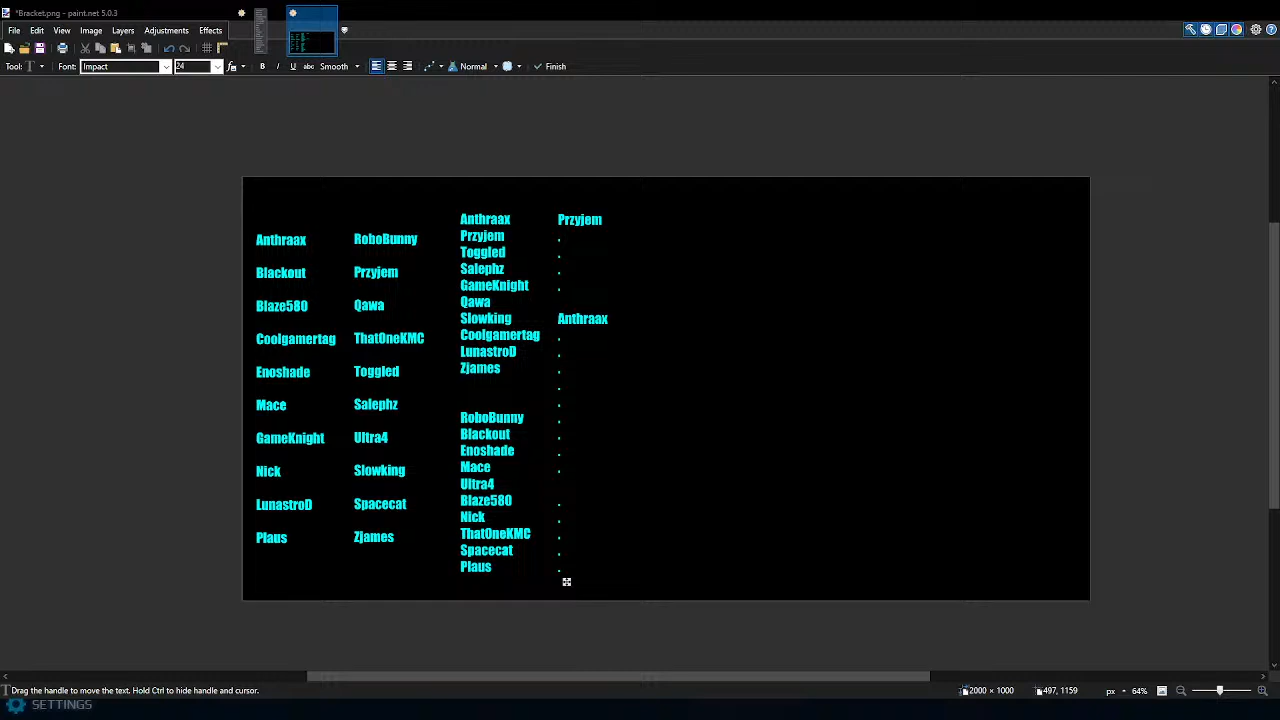 *Bracket.png - paint.net 5.0.3
File Edit View Image Layers Adjustments Effects
Tool: T Font: Impact 24 fx B I U abc Smooth Normal Finish
Anthraax RoboBunny
Blackout Przyjem
Blaze580 Qawa
Coolgamertag ThatOneKMC
Enoshade Toggled
Mace Salephz
GameKnight Ultra4
Nick Slowking
LunastroD Spacecat
Plaus Zjames
Anthraax Przyjem
Przyjem .
Toggled .
Salephz .
GameKnight .
Qawa
Slowking Anthraax
Coolgamertag .
LunastroD .
Zjames .
.
.
RoboBunny .
Blackout .
Enoshade .
Mace .
Ultra4
Blaze580 .
Nick .
ThatOneKMC .
Spacecat .
Plaus .
Drag the handle to move the text. Hold Ctrl to hide handle and cursor. 2000 × 1000 497, 1159 px 64%
SETTINGS